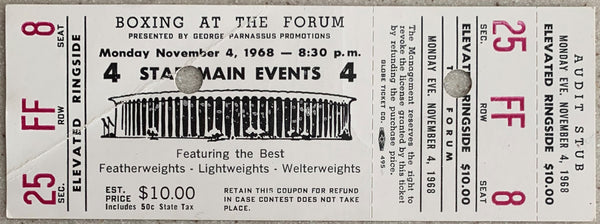 8 SEAT
FF ROW
25 SEC.
ELEVATED RINGSIDE
BOXING AT THE FORUM
PRESENTED BY GEORGE PARNASSUS PROMOTIONS
Monday November 4, 1968 — 8:30 p.m.
4 STAR MAIN EVENTS 4
Featuring the Best
Featherweights - Lightweights - Welterweights
EST. PRICE $10.00
Includes 50c State Tax
RETAIN THIS COUPON FOR REFUND
IN CASE CONTEST DOES NOT TAKE
PLACE
The Management reserves the right to
revoke the license granted by this ticket
by refunding the purchase price.
GLOBE TICKET CO. 495
MONDAY EVE. NOVEMBER 4, 1968
FORUM
ELEVATED RINGSIDE $10.00
SEC. 25
ROW FF
SEAT 8
ELEVATED RINGSIDE $10.00
MONDAY EVE. NOVEMBER 4, 1968
AUDIT STUB